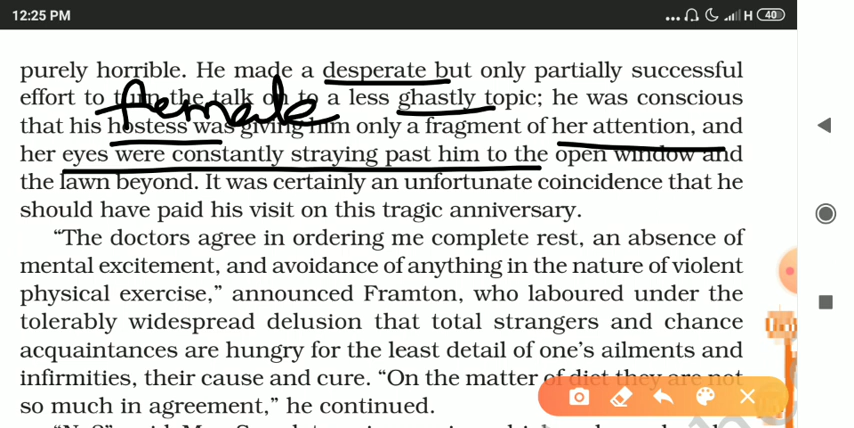 12:25 PM
... H 40
purely horrible. He made a desperate but only partially successful
effort to turn the talk on to a less ghastly topic; he was conscious
female
that his hostess was giving him only a fragment of her attention, and
her eyes were constantly straying past him to the open window and
the lawn beyond. It was certainly an unfortunate coincidence that he
should have paid his visit on this tragic anniversary.
“The doctors agree in ordering me complete rest, an absence of
mental excitement, and avoidance of anything in the nature of violent
physical exercise,” announced Framton, who laboured under the
tolerably widespread delusion that total strangers and chance
acquaintances are hungry for the least detail of one’s ailments and
infirmities, their cause and cure. “On the matter of diet they are not
so much in agreement,” he continued.